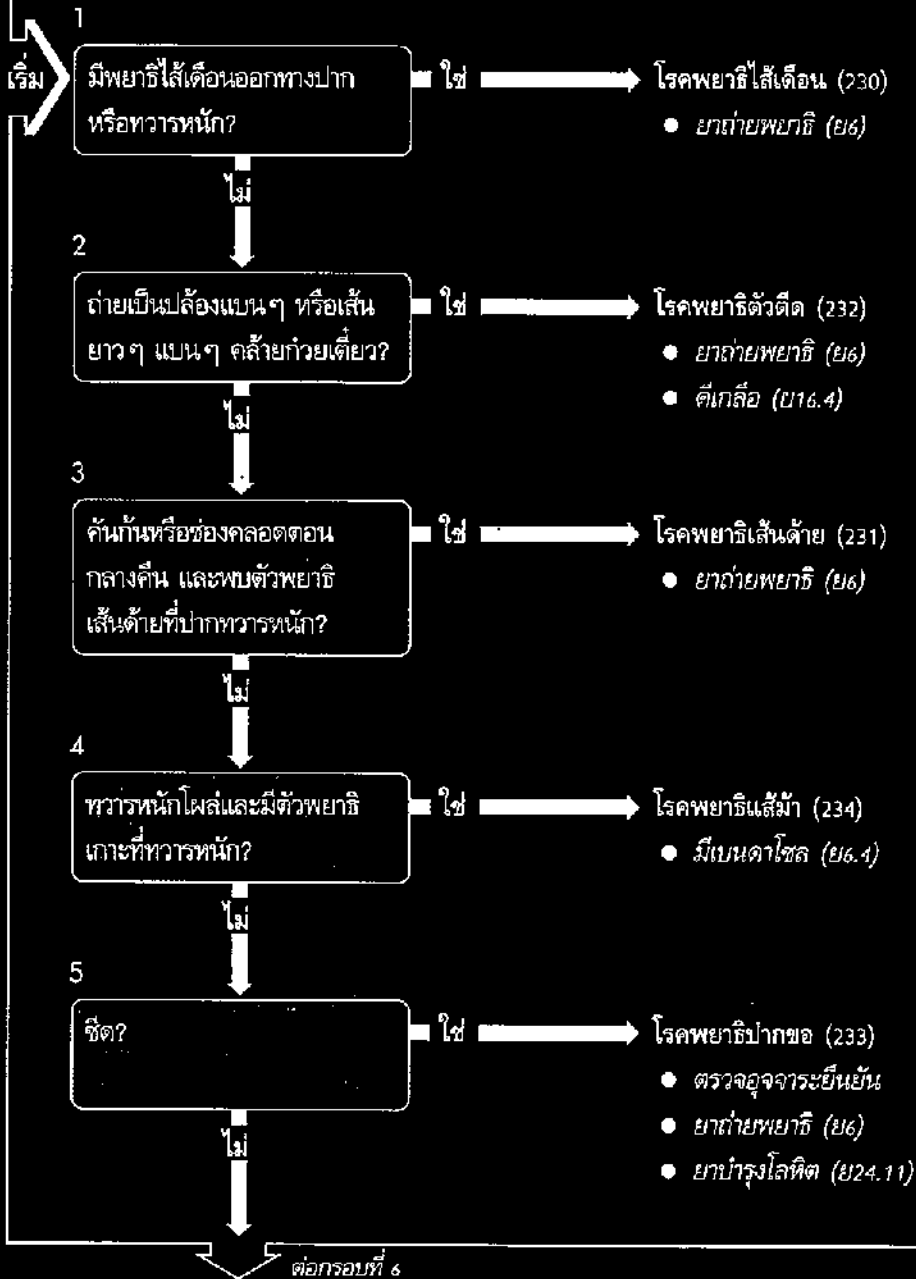 1
เริ่ม
มีพยาธิไส้เดือนออกทางปาก
หรือทวารหนัก?
ใช่
โรคพยาธิไส้เดือน (230)
● ยาถ่ายพยาธิ (ย6)
ไม่
2
ถ่ายเป็นปล้องแบนๆ หรือเส้น
ยาวๆ แบนๆ คล้ายก๋วยเตี๋ยว?
ใช่
โรคพยาธิตัวตืด (232)
● ยาถ่ายพยาธิ (ย6)
● ดีเกลือ (ย16.4)
ไม่
3
คันก้นหรือช่องคลอดตอน
กลางคืน และพบตัวพยาธิ
เส้นด้ายที่ปากทวารหนัก?
ใช่
โรคพยาธิเส้นด้าย (231)
● ยาถ่ายพยาธิ (ย6)
ไม่
4
ทวารหนักโผล่และมีตัวพยาธิ
เกาะที่ทวารหนัก?
ใช่
โรคพยาธิแส้ม้า (234)
● มีเบนดาโซล (ย6.4)
ไม่
5
ซีด?
ใช่
โรคพยาธิปากขอ (233)
● ตรวจอุจจาระยืนยัน
● ยาถ่ายพยาธิ (ย6)
● ยาบำรุงโลหิต (ย24.11)
ไม่
ต่อกรอบที่ 6